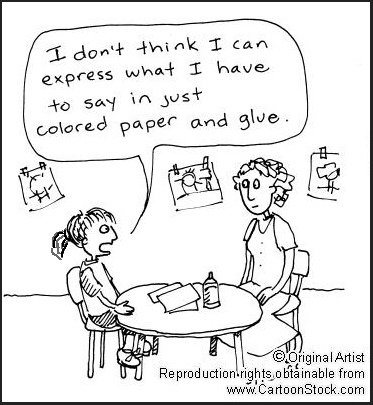 I don't think I can
express what I have
to say in just
colored paper and glue.
© Original Artist
Reproduction rights obtainable from
www.CartoonStock.com